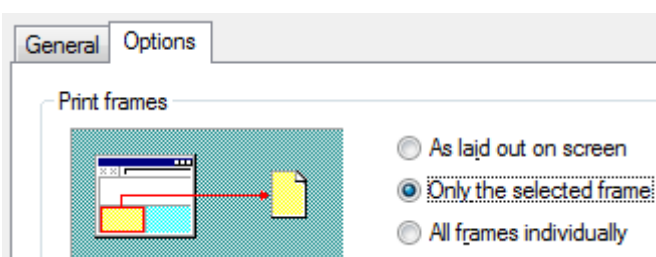 General Options
Print frames
As laid out on screen
Only the selected frame
All frames individually